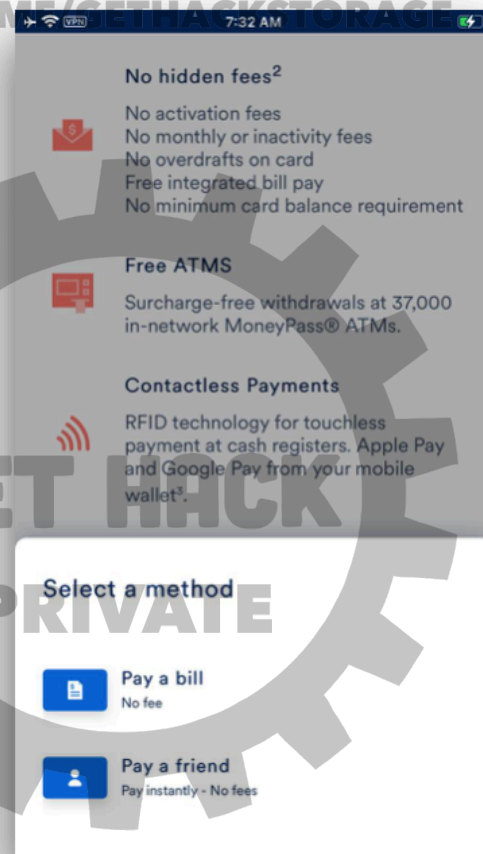 ME/GETHACKSTORAGE
VPN 7:32 AM
No hidden fees²
No activation fees
No monthly or inactivity fees
No overdrafts on card
Free integrated bill pay
No minimum card balance requirement
Free ATMS
Surcharge-free withdrawals at 37,000
in-network MoneyPass® ATMs.
Contactless Payments
RFID technology for touchless
payment at cash registers. Apple Pay
and Google Pay from your mobile
wallet³.
ET HACK
Select a method
PRIVATE
Pay a bill
No fee
Pay a friend
Pay instantly - No fees